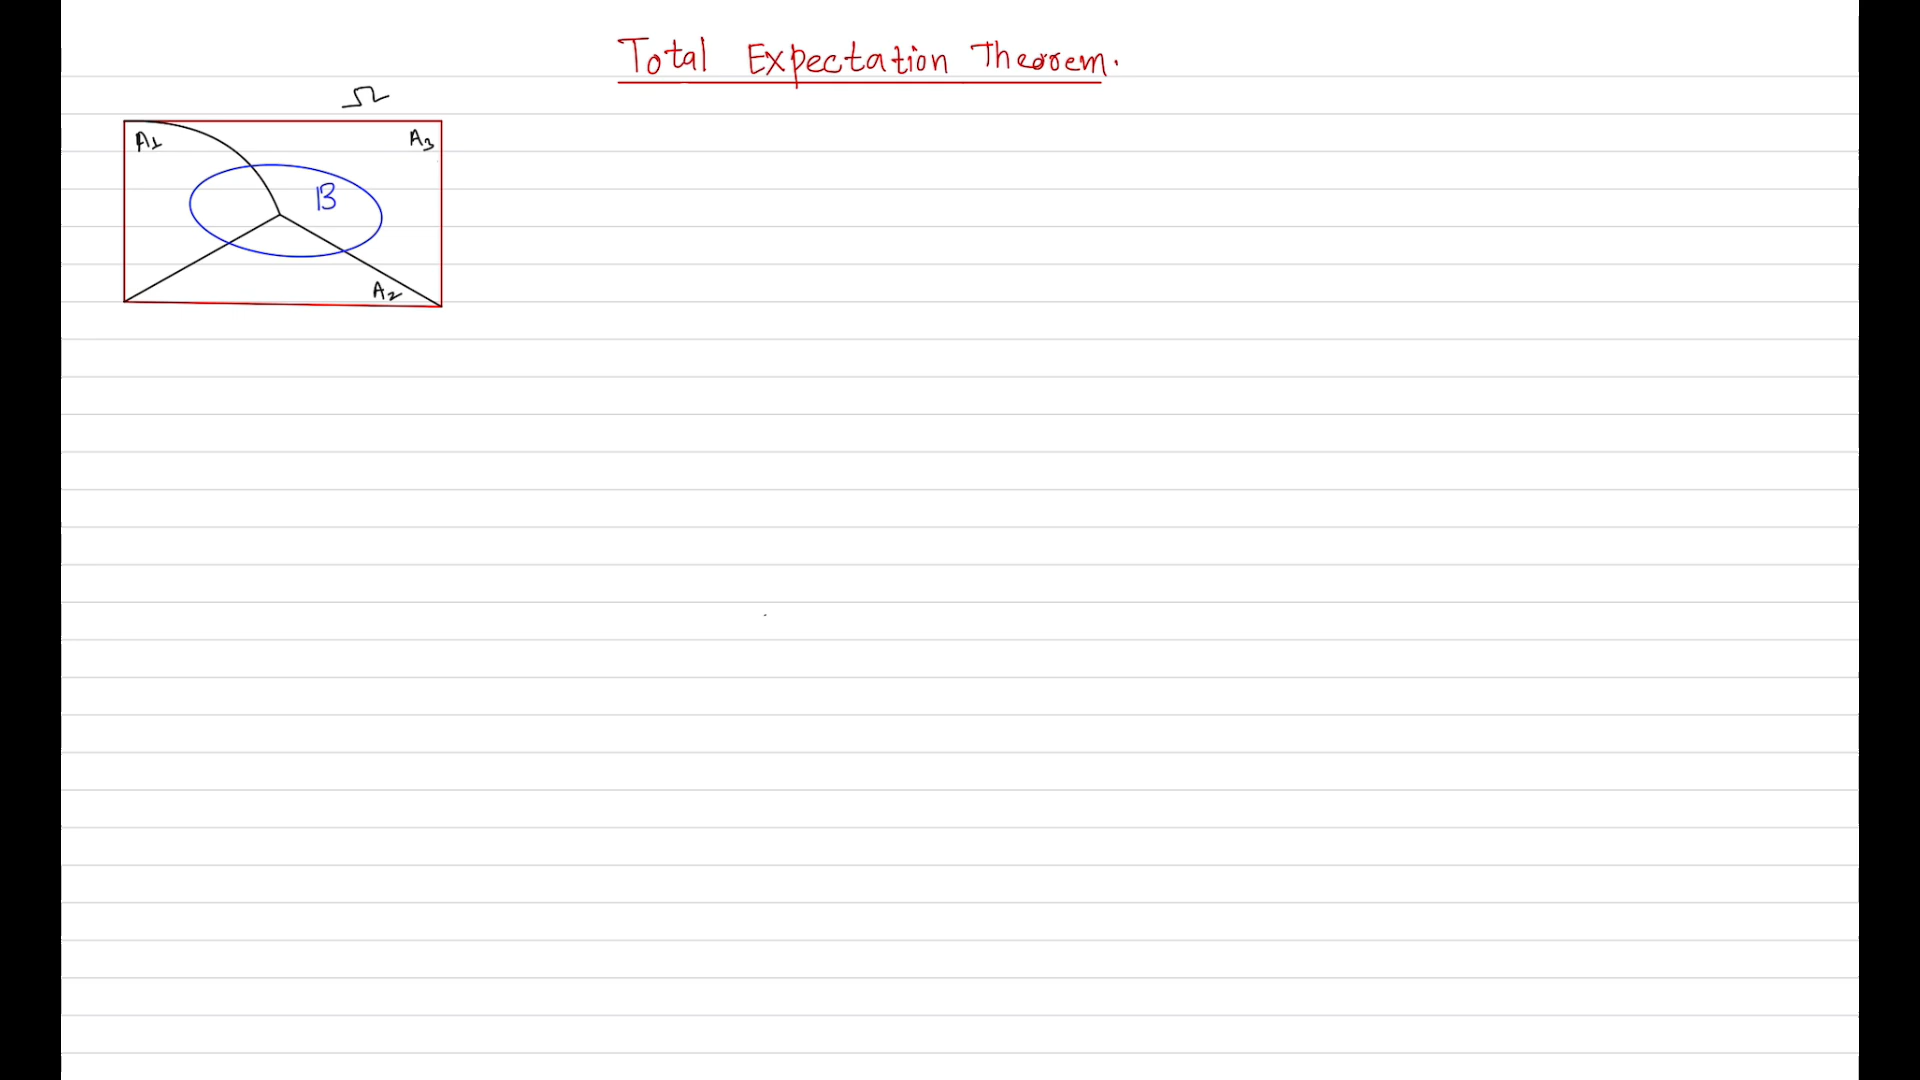 Total Expectation Theorem.
Ω
A1 A3
B
A2